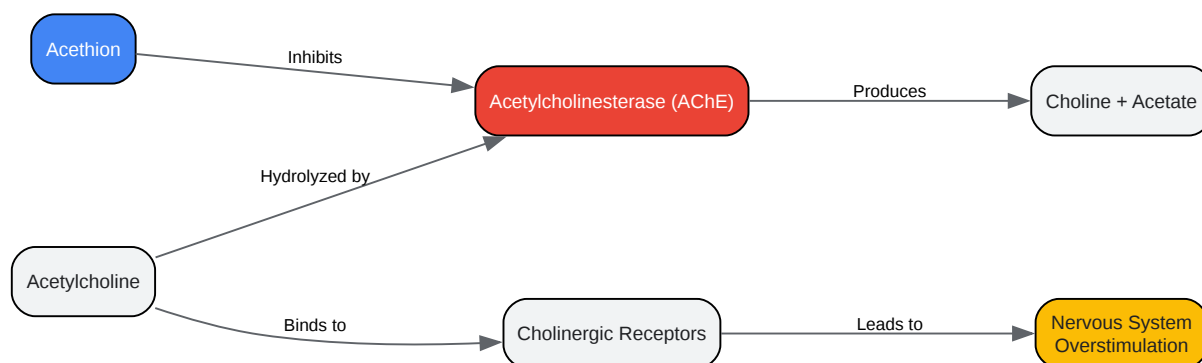 Acethion
Inhibits
Acetylcholinesterase (AChE)
Produces
Choline + Acetate
Hydrolyzed by
Acetylcholine
Binds to
Cholinergic Receptors
Leads to
Nervous System
Overstimulation